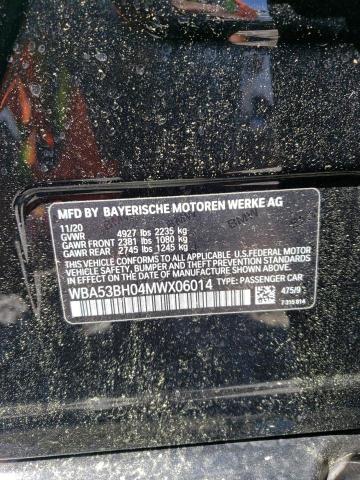 MFD BY BAYERISCHE MOTOREN WERKE AG
11/20
GVWR 4927 lbs 2235 kg
GAWR FRONT 2381 lbs 1080 kg
GAWR REAR 2745 lbs 1245 kg
THIS VEHICLE CONFORMS TO ALL APPLICABLE U.S.FEDERAL MOTOR
VEHICLE SAFETY, BUMPER, AND THEFT PREVENTION STANDARDS IN
EFFECT ON THE DATE OF MANUFACTURE SHOWN ABOVE.
WBA53BH04MWX06014 TYPE: PASSENGER CAR
475/9
7 310 814